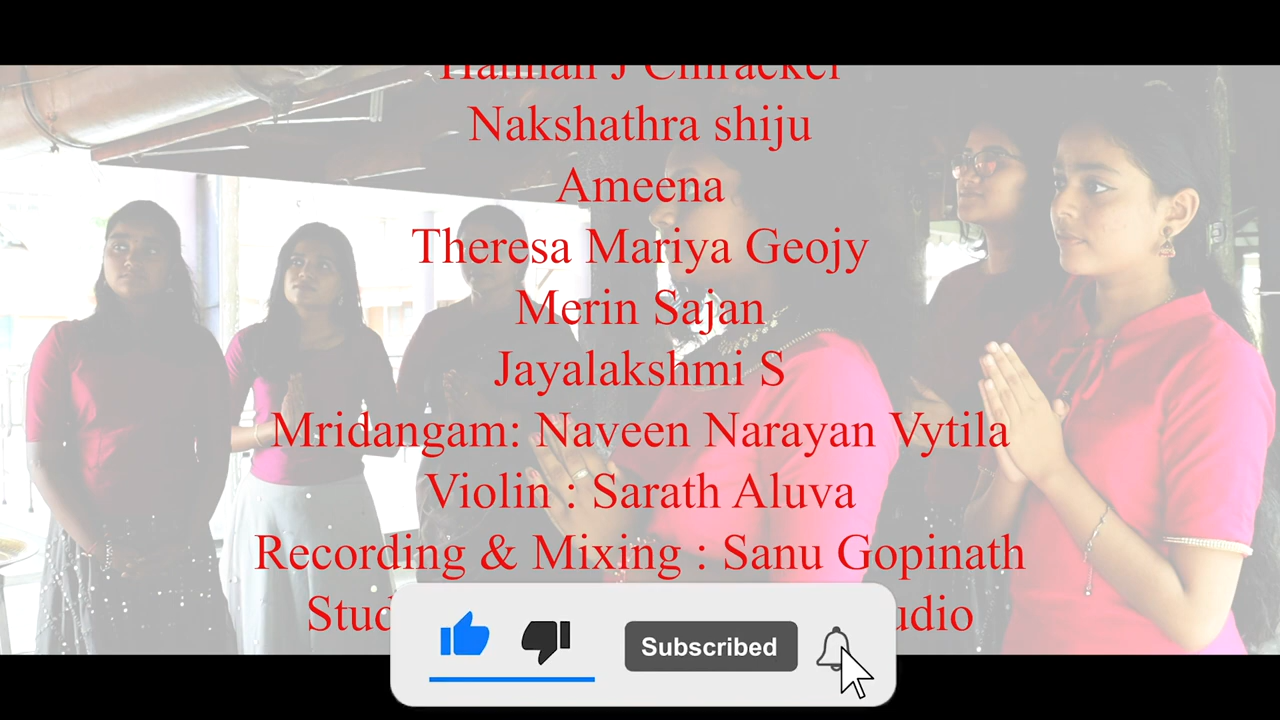 Nakshathra shiju
Ameena
Theresa Mariya Geojy
Merin Sajan
Jayalakshmi S
Mridangam: Naveen Narayan Vytila
Violin : Sarath Aluva
Recording & Mixing : Sanu Gopinath
Subscribed